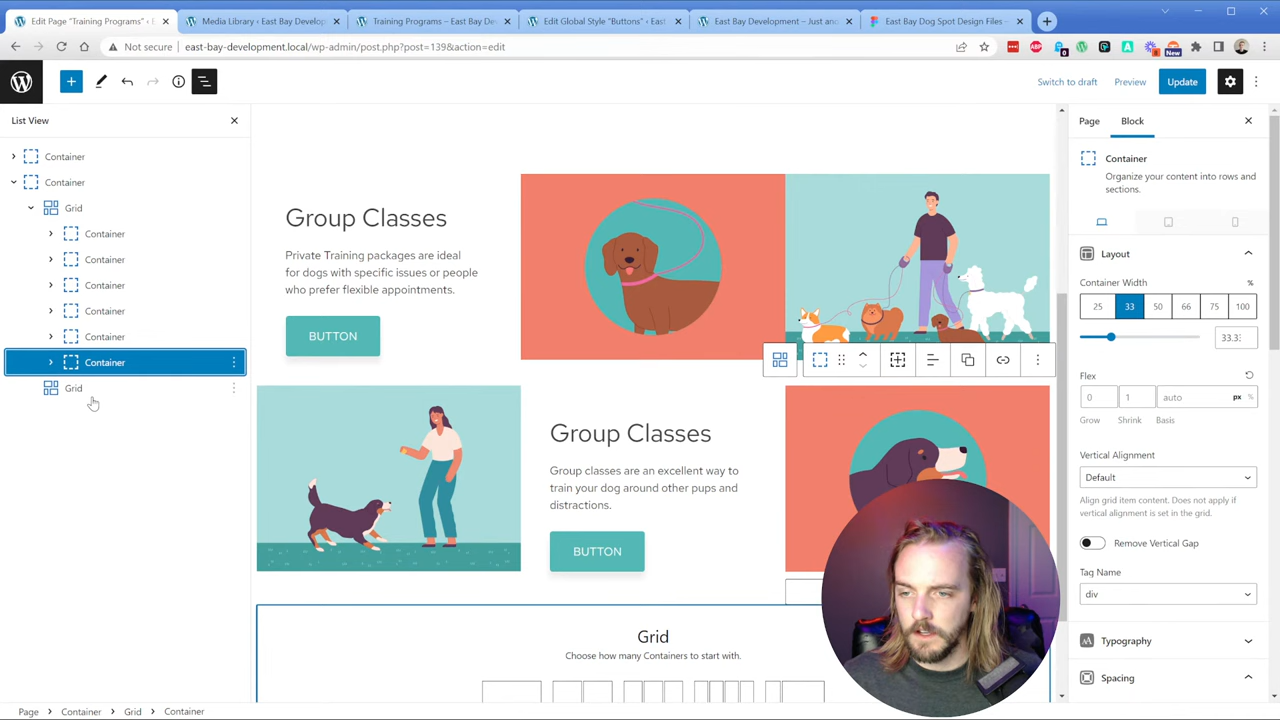 Edit Page "Training Programs" ‹ E
Media Library ‹ East Bay Develop
Training Programs – East Bay De
Edit Global Style "Buttons" ‹ East
East Bay Development – Just ano
East Bay Dog Spot Design Files –
Not secure
east-bay-development.local/wp-admin/post.php?post=139&action=edit
ABP
New
Switch to draft
Preview
Update
List View
Container
Container
Grid
Container
Container
Container
Container
Container
Container
Grid
Group Classes
Private Training packages are ideal
for dogs with specific issues or people
who prefer flexible appointments.
BUTTON
Group Classes
Group classes are an excellent way to
train your dog around other pups and
distractions.
BUTTON
Grid
Choose how many Containers to start with.
Page
Block
Container
Organize your content into rows and
sections.
Layout
Container Width
%
25
33
50
66
75
100
33.3
Flex
0
1
auto
px
%
Grow
Shrink
Basis
Vertical Alignment
Default
Align grid item content. Does not apply if
vertical alignment is set in the grid.
Remove Vertical Gap
Tag Name
div
Typography
Spacing
Page
Container
Grid
Container